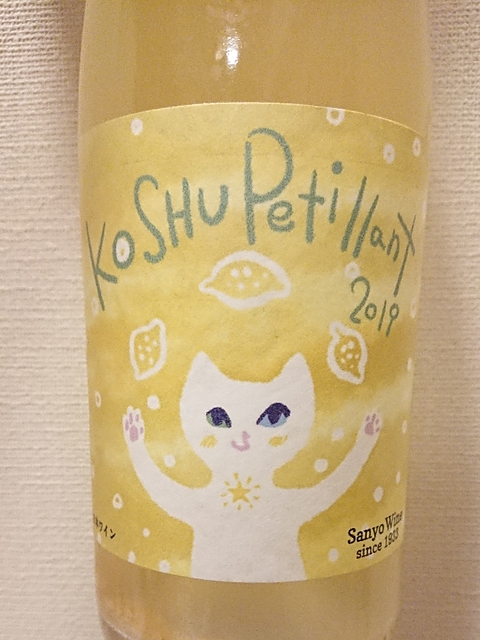 KOSHU Petillant
2019
ワイン
Sanyo Wine
since 1933